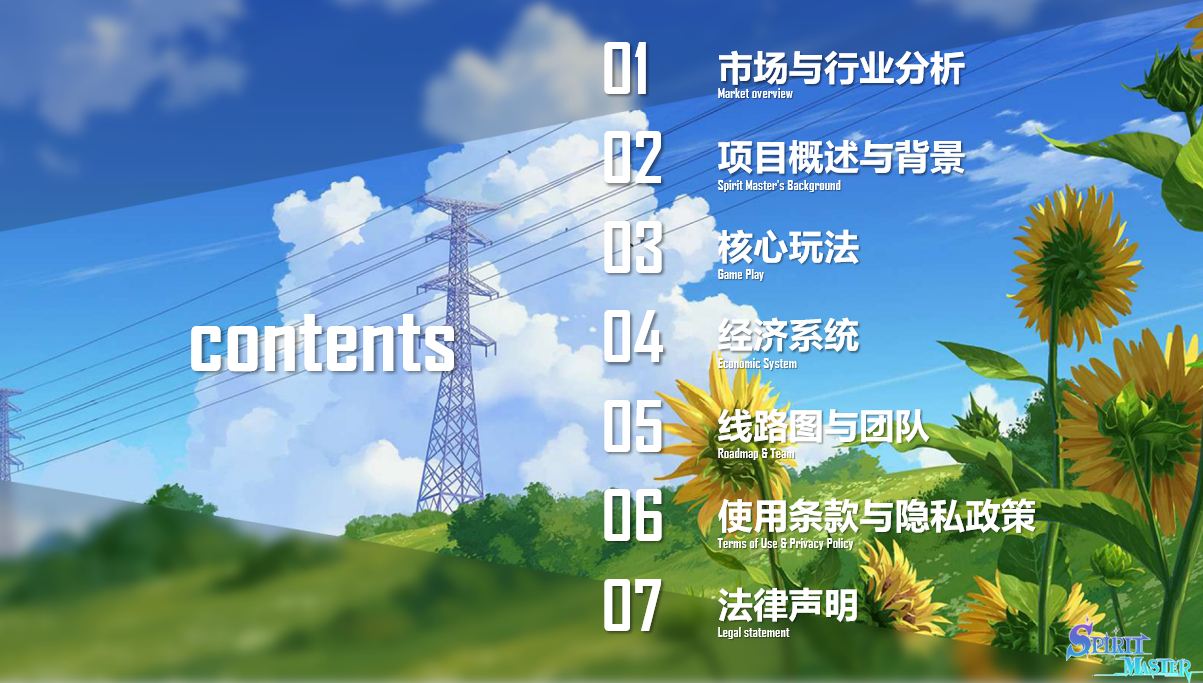 contents
01
市场与行业分析
Market overview
02
项目概述与背景
Spirit Master's Background
03
核心玩法
Game Play
04
经济系统
Economic System
05
线路图与团队
Roadmap & Team
06
使用条款与隐私政策
Terms of Use & Privacy Policy
07
法律声明
Legal statement
SPIRIT
MASTER